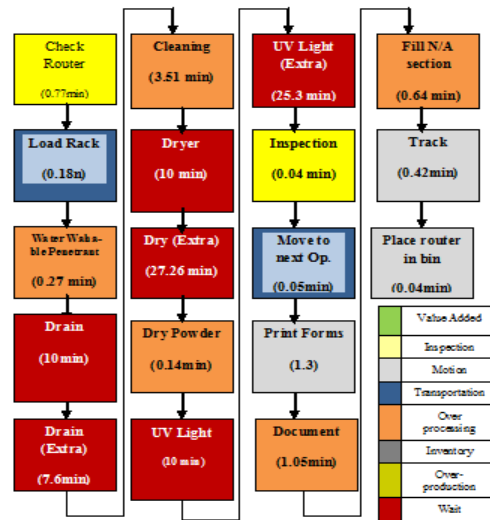 Check
Router
(0.77min)
Load Rack
(0.18n)
Water Wahable Penetrant
(0.27 min)
Drain
(10min)
Drain
(Extra)
(7.6min)
Cleaning
(3.51 min)
Dryer
(10 min)
Dry (Extra)
(27.26 min)
Dry Powder
(0.14min)
UV Light
(10 min)
UV Light
(Extra)
(25.3 min)
Inspection
(0.04 min)
Move to
next Op.
(0.05min)
Print Forms
(1.3)
Document
(1.05min)
Fill N/A
section
(0.64 min)
Track
(0.42min)
Place router
in bin
(0.04min)
Value Added
Inspection
Motion
Transportation
Over
processing
Inventory
Over-
production
Wait